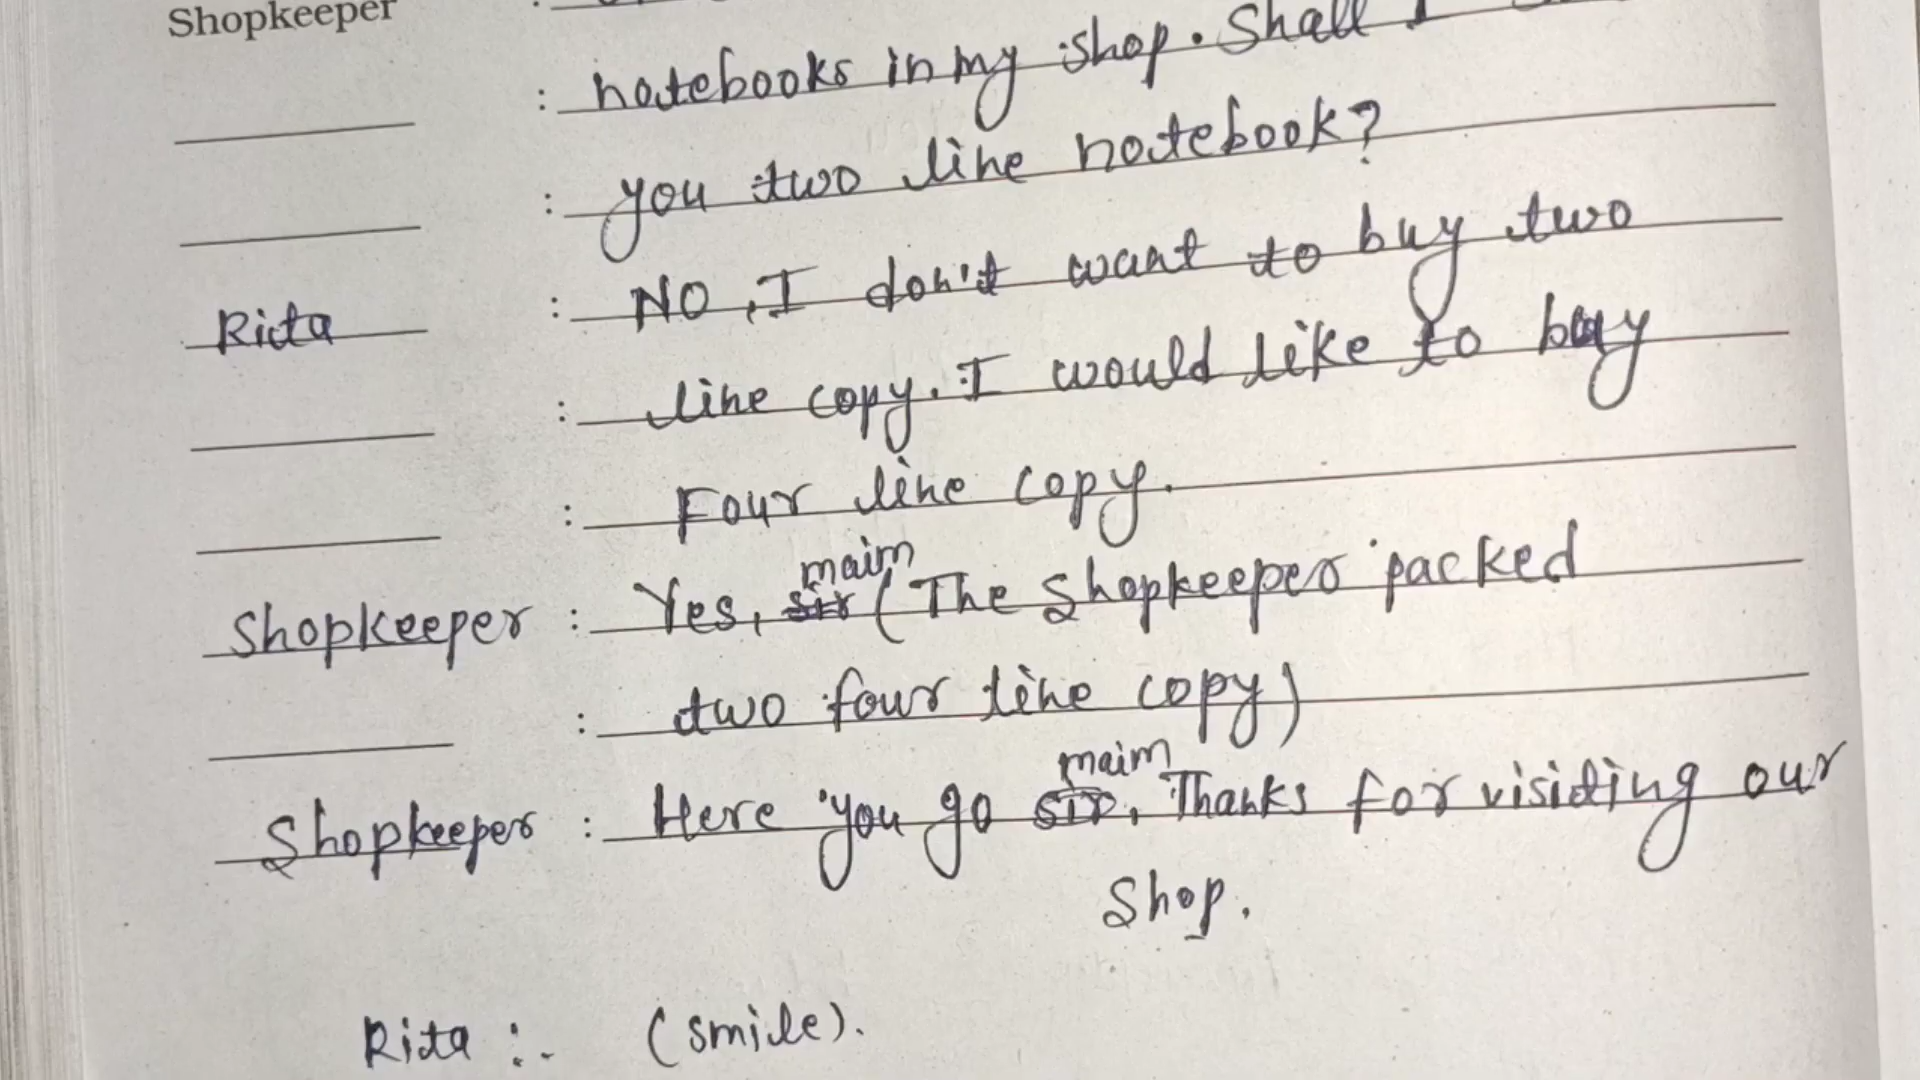 Shopkeeper :
: notebooks in my shop. Shall I
: you two line notebook?
Rita : NO, I don't want to buy two
: line copy. I would like to buy
: Four line copy.
maim
Shopkeeper : Yes, sir (The Shopkeeper packed
: two four line copy)
maim
Shopkeeper : Here you go sir, Thanks for visiting our
Shop.
Rita :- (smile).